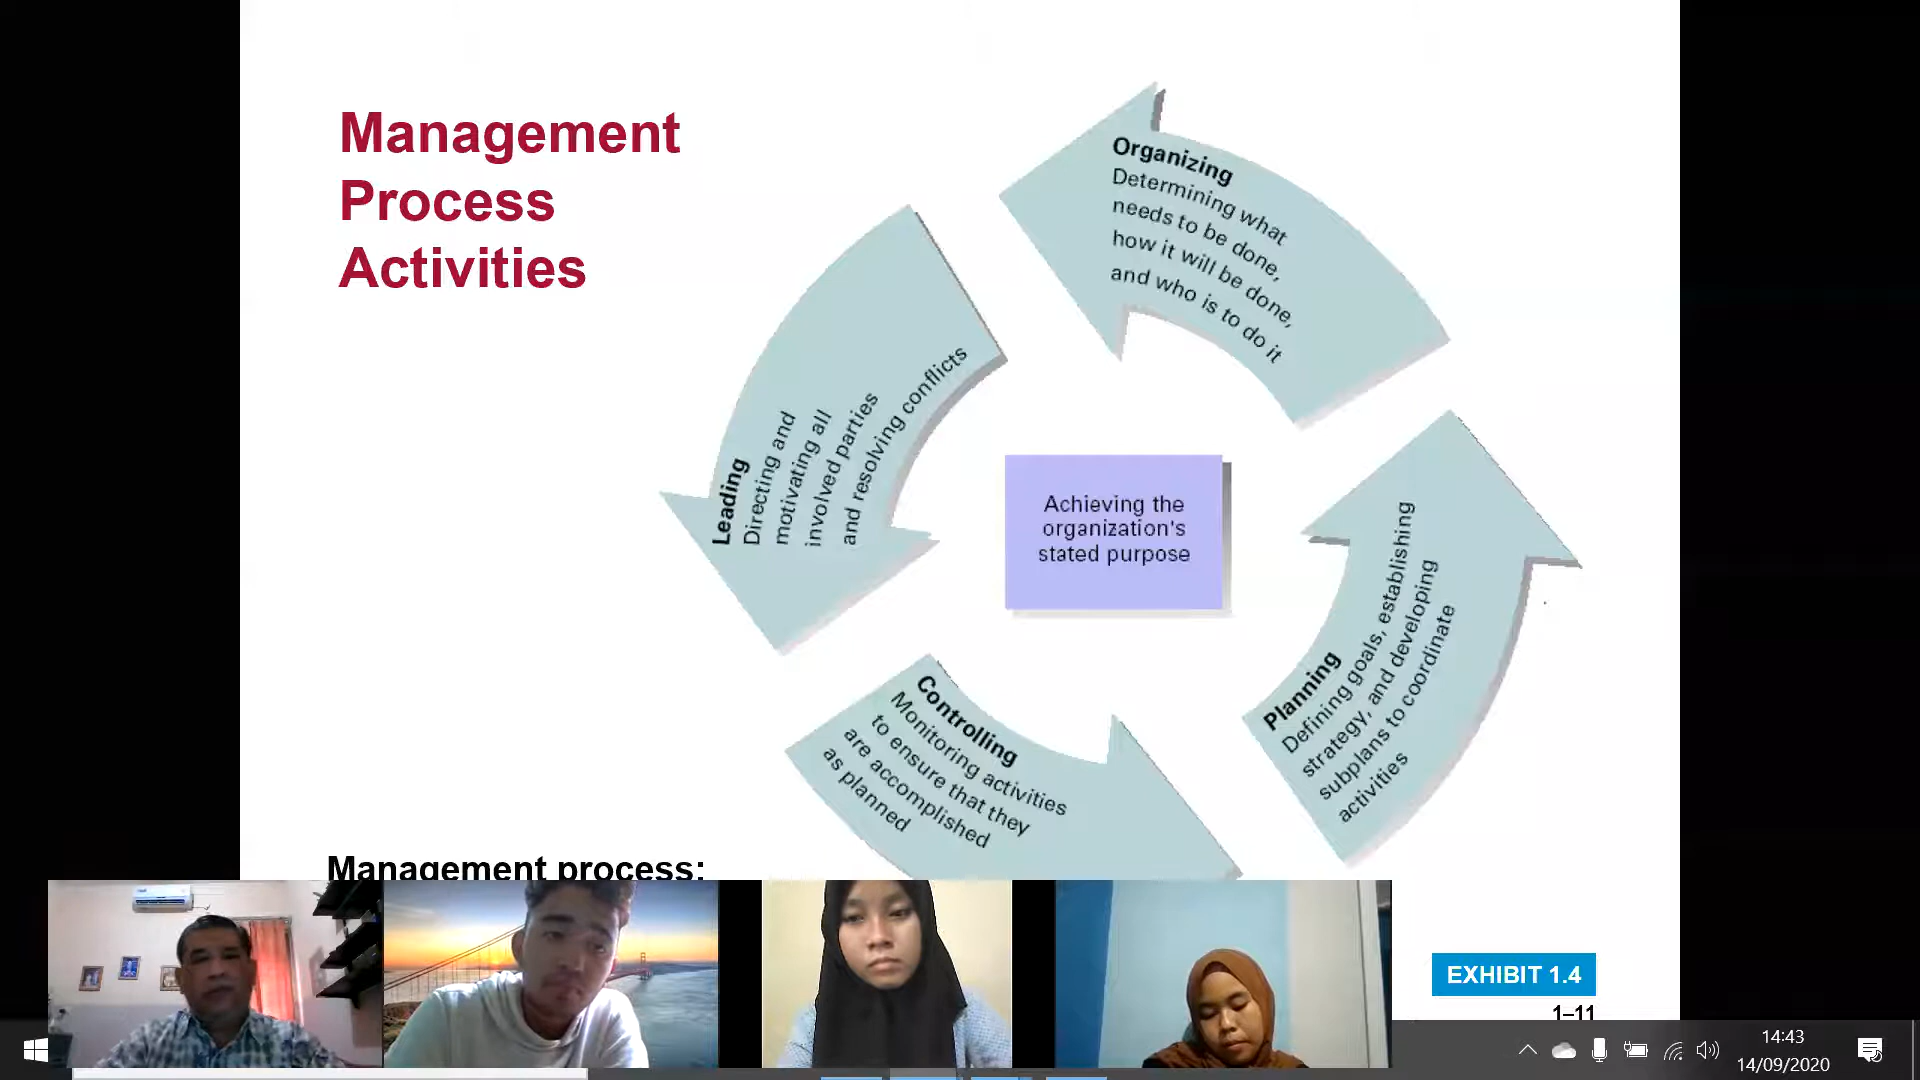 Management
Process
Activities
Organizing
Determining what
needs to be done,
how it will be done,
and who is to do it
Leading
Directing and
motivating all
involved parties
and resolving conflicts
Achieving the
organization's
stated purpose
Planning
Defining goals, establishing
strategy, and developing
subplans to coordinate
activities
Controlling
Monitoring activities
to ensure that they
are accomplished
as planned
Management process:
EXHIBIT 1.4
1–11
14:43
14/09/2020